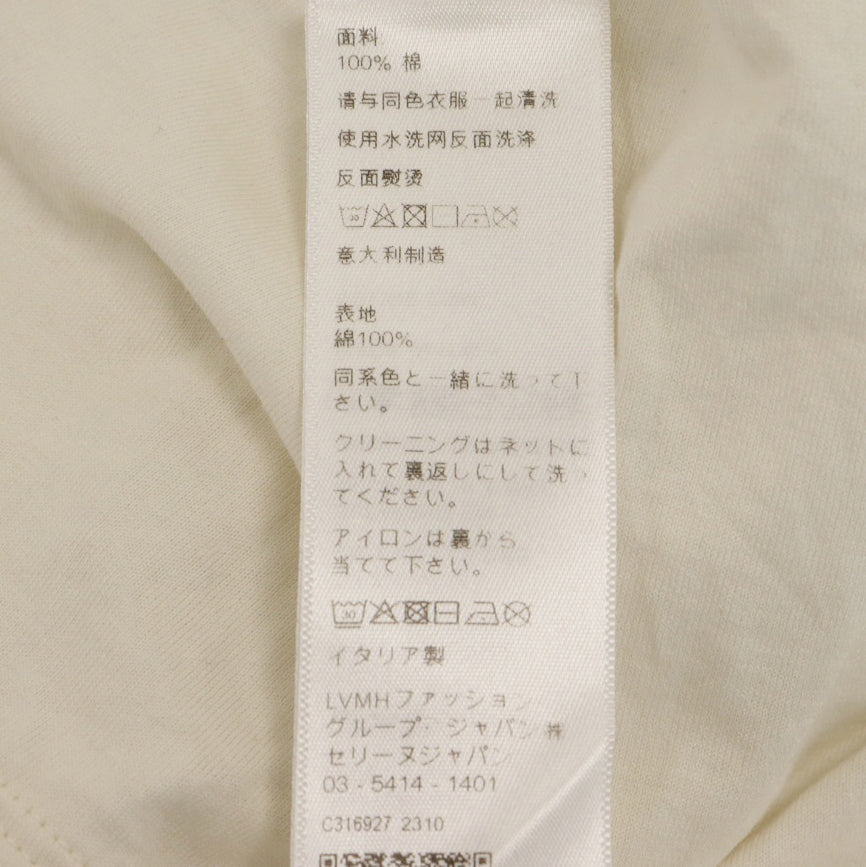 面料
100% 棉
请与同色衣服一起清洗
使用水洗网反面洗涤
反面熨烫
30
意大利制造
表地
綿100%
同系色と一緒に洗って下
さい。
クリーニングはネットに
入れて裏返しにして洗っ
てください。
アイロンは裏から
当てて下さい。
30
イタリア製
LVMHファッション
グループ・ジャパン㈱
セリーヌジャパン
03 - 5414 - 1401
C316927 2310